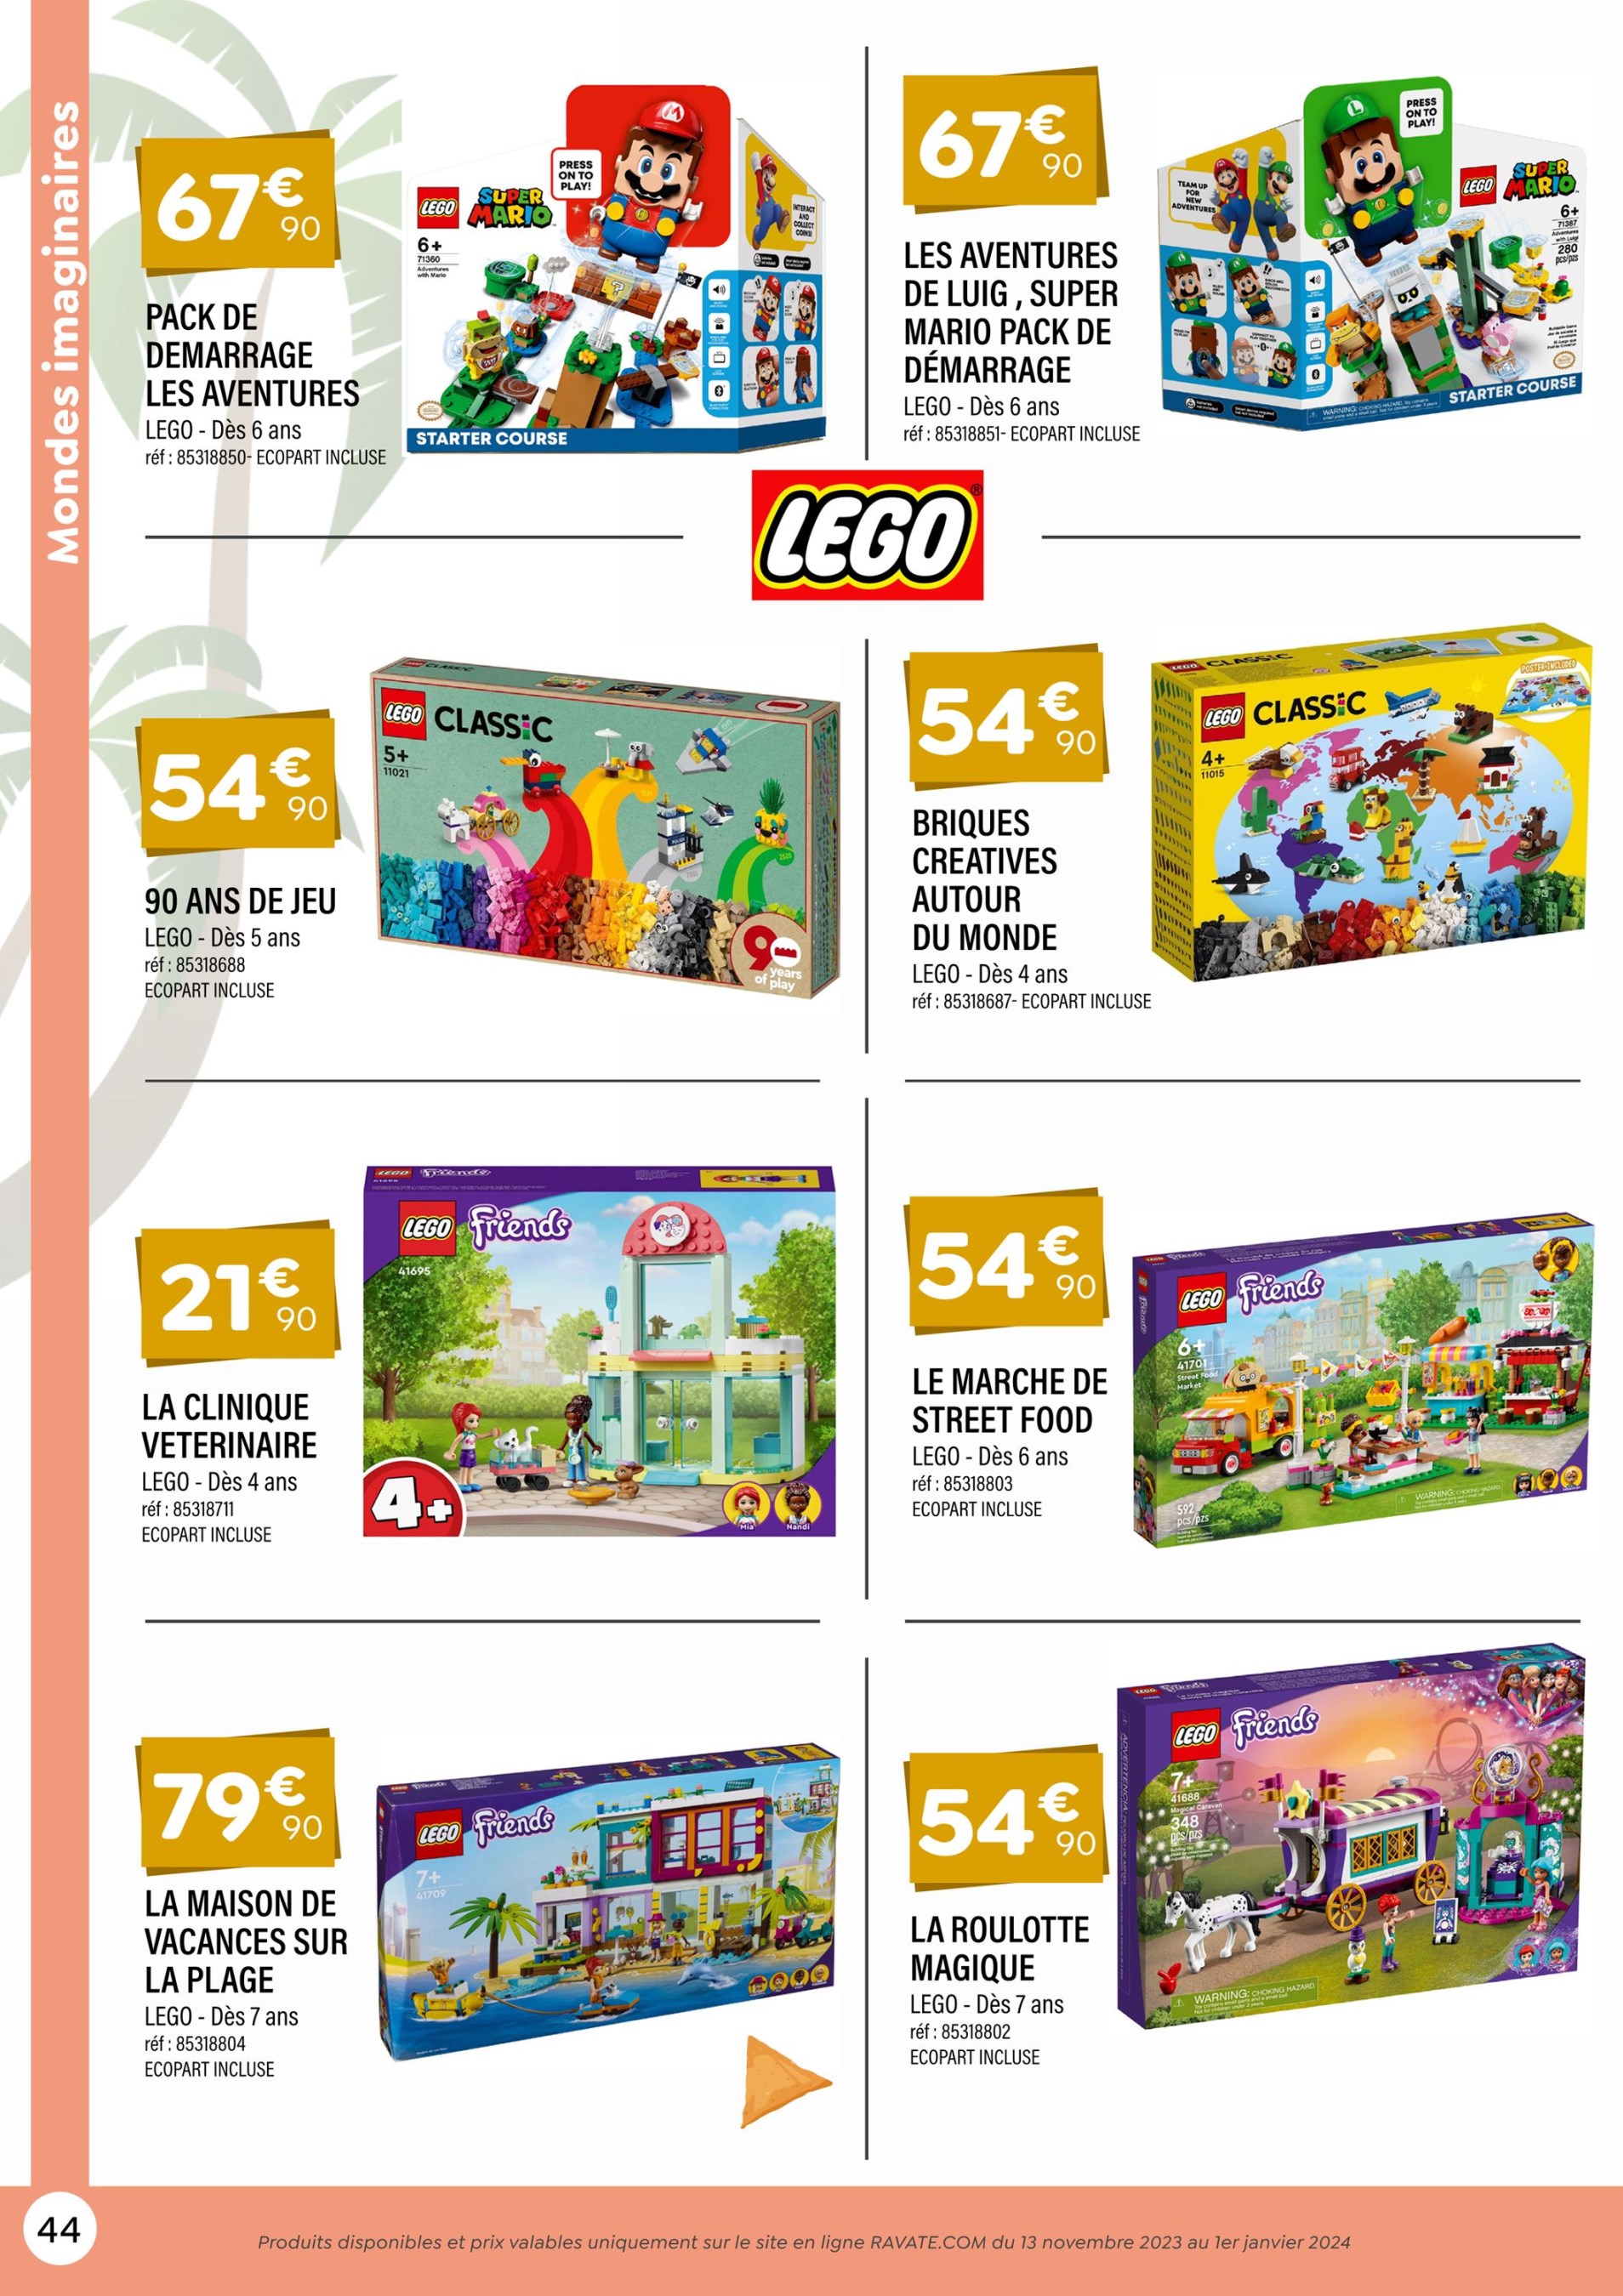 Mondes imaginaires
67€90
PACK DE
DEMARRAGE
LES AVENTURES
LEGO - Dès 6 ans
réf : 85318850- ECOPART INCLUSE
PRESS
ON TO
PLAY!
LEGO
SUPER
MARIO
6+
71360
Adventures
with Mario
INTERACT
AND
COLLECT
COINS!
STARTER COURSE
67€90
LES AVENTURES
DE LUIG , SUPER
MARIO PACK DE
DÉMARRAGE
LEGO - Dès 6 ans
réf : 85318851- ECOPART INCLUSE
PRESS
ON TO
PLAY!
TEAM UP
FOR
NEW
ADVENTURES
LEGO
SUPER
MARIO
6+
71387
Adventures
with Luigi
280
pcs/pzs
STARTER COURSE
LEGO®
54€90
90 ANS DE JEU
LEGO - Dès 5 ans
réf : 85318688
ECOPART INCLUSE
LEGO CLASSIC
LEGO CLASSIC
5+
11021
90
years
of play
54€90
BRIQUES
CREATIVES
AUTOUR
DU MONDE
LEGO - Dès 4 ans
réf : 85318687- ECOPART INCLUSE
LEGO CLASSIC
POSTER INCLUDED
LEGO CLASSIC
4+
11015
21€90
LA CLINIQUE
VETERINAIRE
LEGO - Dès 4 ans
réf : 85318711
ECOPART INCLUSE
LEGO Friends
LEGO Friends
41695
4+
Mia
Nandi
54€90
LE MARCHE DE
STREET FOOD
LEGO - Dès 6 ans
réf : 85318803
ECOPART INCLUSE
LEGO Friends
6+
41701
Street Food
Market
592
pcs/pzs
WARNING: CHOKING HAZARD
79€90
LA MAISON DE
VACANCES SUR
LA PLAGE
LEGO - Dès 7 ans
réf : 85318804
ECOPART INCLUSE
LEGO Friends
7+
41709
54€90
LA ROULOTTE
MAGIQUE
LEGO - Dès 7 ans
réf : 85318802
ECOPART INCLUSE
LEGO Friends
7+
41688
Magical Caravan
348
pcs/pzs
WARNING: CHOKING HAZARD
44
Produits disponibles et prix valables uniquement sur le site en ligne RAVATE.COM du 13 novembre 2023 au 1er janvier 2024